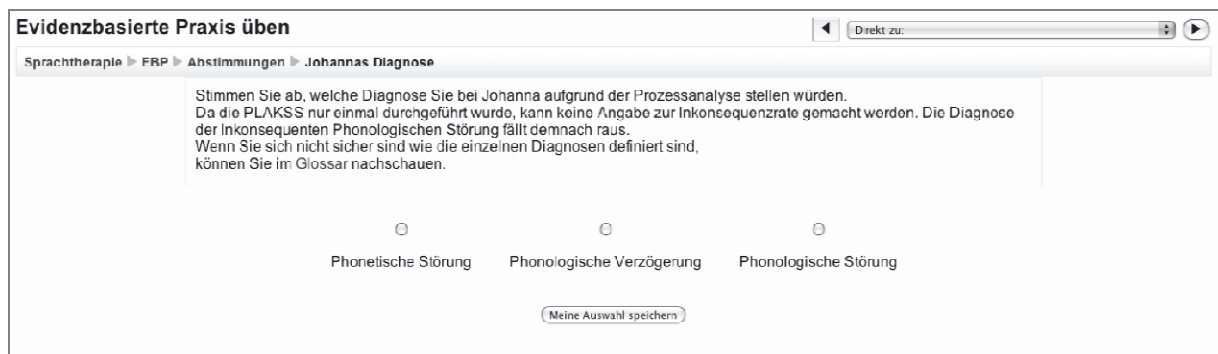 Evidenzbasierte Praxis üben
Direkt zu:
Sprachtherapie EBP Abstimmungen Johannas Diagnose
Stimmen Sie ab, welche Diagnose Sie bei Johanna aufgrund der Prozessanalyse stellen würden.
Da die PLAKSS nur einmal durchgeführt wurde, kann keine Angabe zur Inkonsequenzrate gemacht werden. Die Diagnose
der Inkonsequenten Phonologischen Störung fällt demnach raus.
Wenn Sie sich nicht sicher sind wie die einzelnen Diagnosen definiert sind,
können Sie im Glossar nachschauen.
Phonetische Störung Phonologische Verzögerung Phonologische Störung
Meine Auswahl speichern